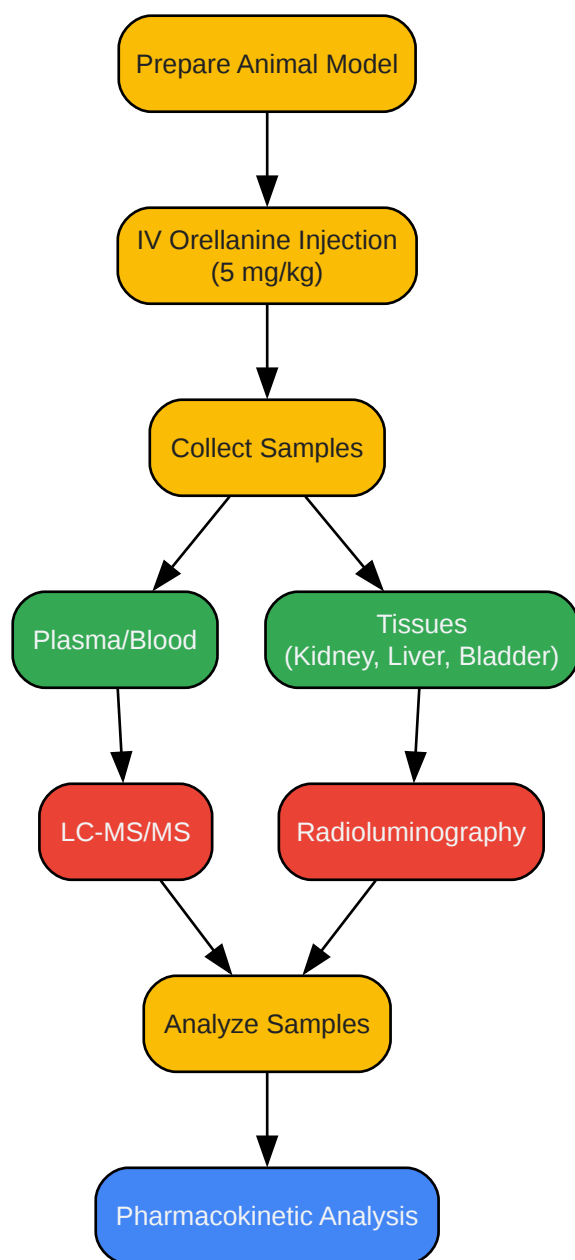 Prepare Animal Model
IV Orellanine Injection
(5 mg/kg)
Collect Samples
Plasma/Blood
Tissues
(Kidney, Liver, Bladder)
LC-MS/MS
Radioluminography
Analyze Samples
Pharmacokinetic Analysis